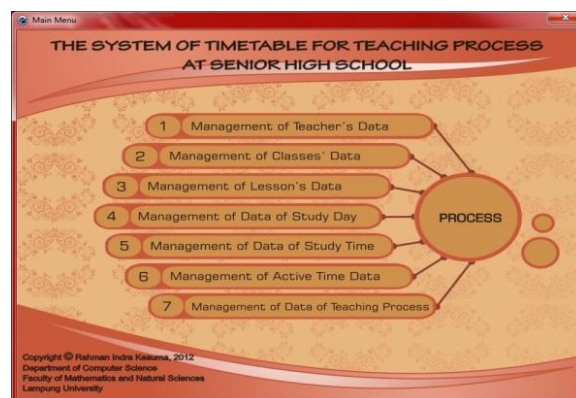 Main Menu
THE SYSTEM OF TIMETABLE FOR TEACHING PROCESS
AT SENIOR HIGH SCHOOL
1 Management of Teacher's Data
2 Management of Classes' Data
3 Management of Lesson's Data
4 Management of Data of Study Day
5 Management of Data of Study Time
6 Management of Active Time Data
7 Management of Data of Teaching Process
PROCESS
Copyright © Rahman Indra Kesuma, 2012
Department of Computer Science
Faculty of Mathematics and Natural Sciences
Lampung University